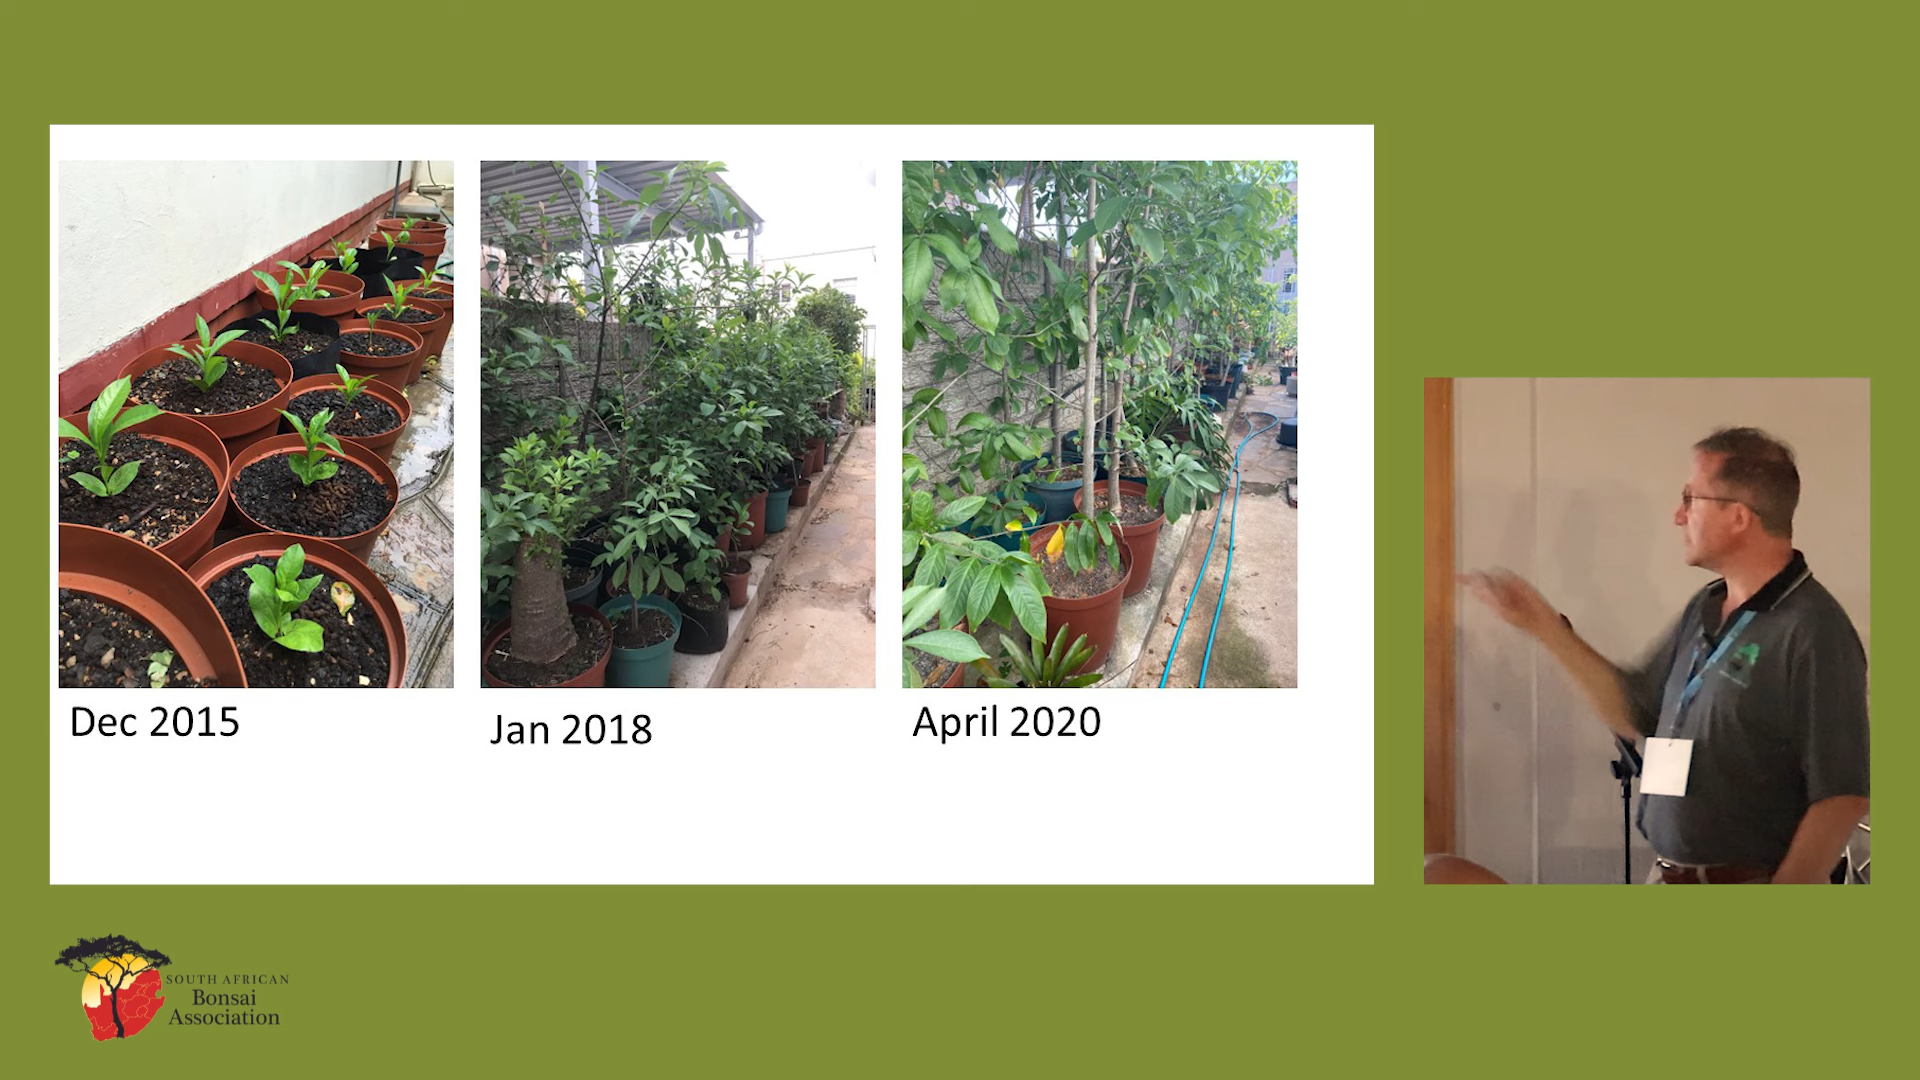 Dec 2015
Jan 2018
April 2020
SOUTH AFRICAN
Bonsai
Association